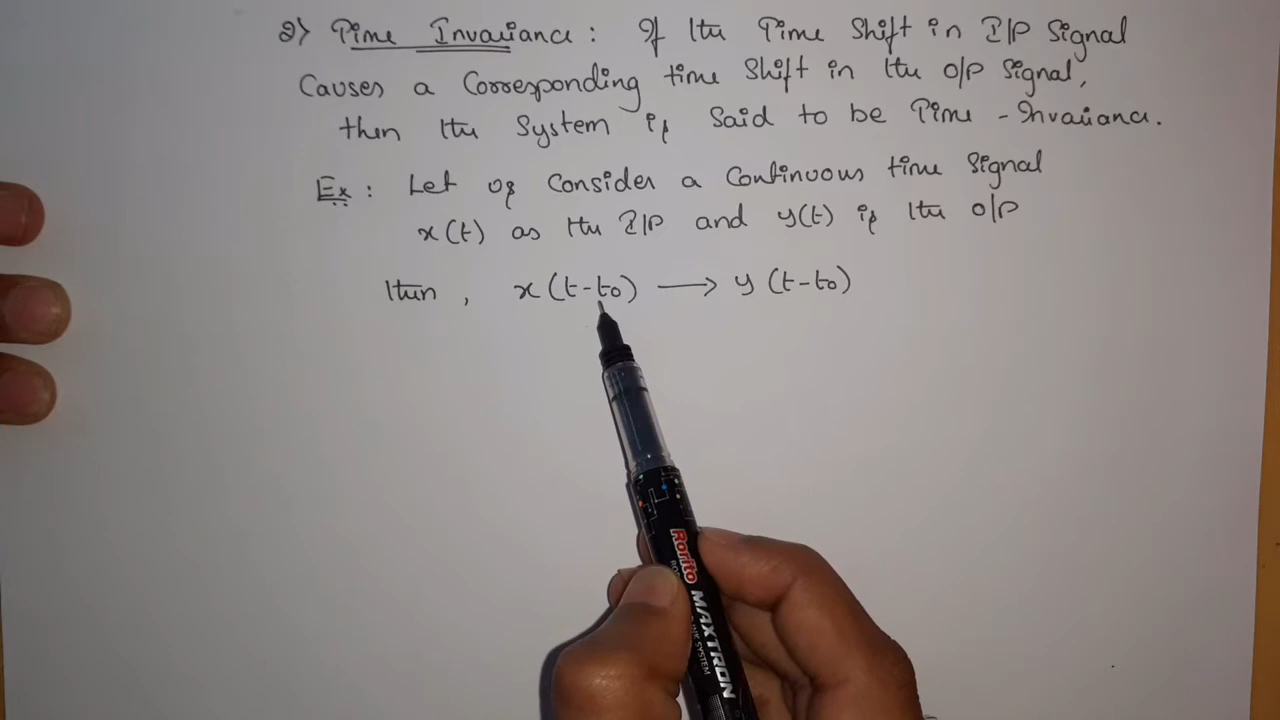 2) Time Invariance: If the Time Shift in I/P Signal
Causes a Corresponding time Shift in the O/P Signal,
then the System is Said to be Time - Invariance.
Ex: Let us Consider a Continuous time Signal
x(t) as the I/P and y(t) is the O/P
then, x(t-t₀) ⟶ y(t-t₀)
Rorito
MAXTRON
INK SYSTEM